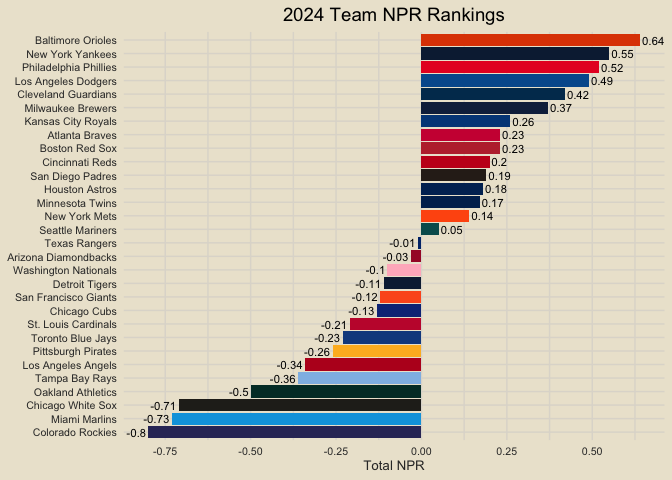 2024 Team NPR Rankings
Baltimore Orioles 0.64
New York Yankees 0.55
Philadelphia Phillies 0.52
Los Angeles Dodgers 0.49
Cleveland Guardians 0.42
Milwaukee Brewers 0.37
Kansas City Royals 0.26
Atlanta Braves 0.23
Boston Red Sox 0.23
Cincinnati Reds 0.2
San Diego Padres 0.19
Houston Astros 0.18
Minnesota Twins 0.17
New York Mets 0.14
Seattle Mariners 0.05
Texas Rangers -0.01
Arizona Diamondbacks -0.03
Washington Nationals -0.1
Detroit Tigers -0.11
San Francisco Giants -0.12
Chicago Cubs -0.13
St. Louis Cardinals -0.21
Toronto Blue Jays -0.23
Pittsburgh Pirates -0.26
Los Angeles Angels -0.34
Tampa Bay Rays -0.36
Oakland Athletics -0.5
Chicago White Sox -0.71
Miami Marlins -0.73
Colorado Rockies -0.8
-0.75 -0.50 -0.25 0.00 0.25 0.50
Total NPR